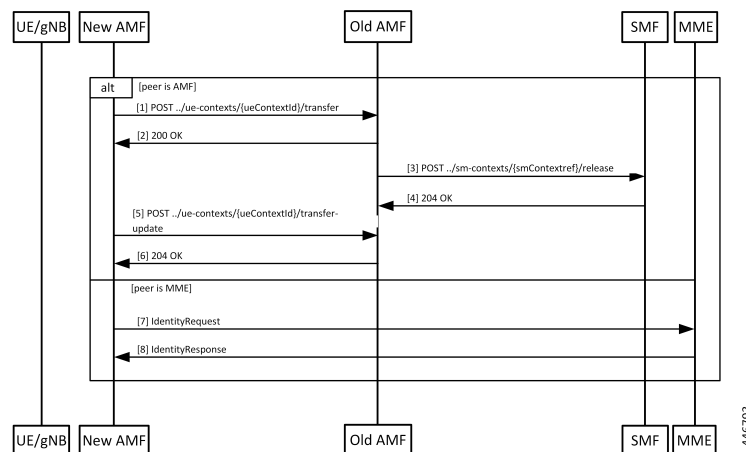 UE/gNB New AMF Old AMF SMF MME
alt [peer is AMF]
[1] POST ../ue-contexts/{ueContextId}/transfer
[2] 200 OK
[3] POST ../sm-contexts/{smContextref}/release
[4] 204 OK
[5] POST ../ue-contexts/{ueContextId}/transfer-
update
[6] 204 OK
[peer is MME]
[7] IdentityRequest
[8] IdentityResponse
UE/gNB New AMF Old AMF SMF MME